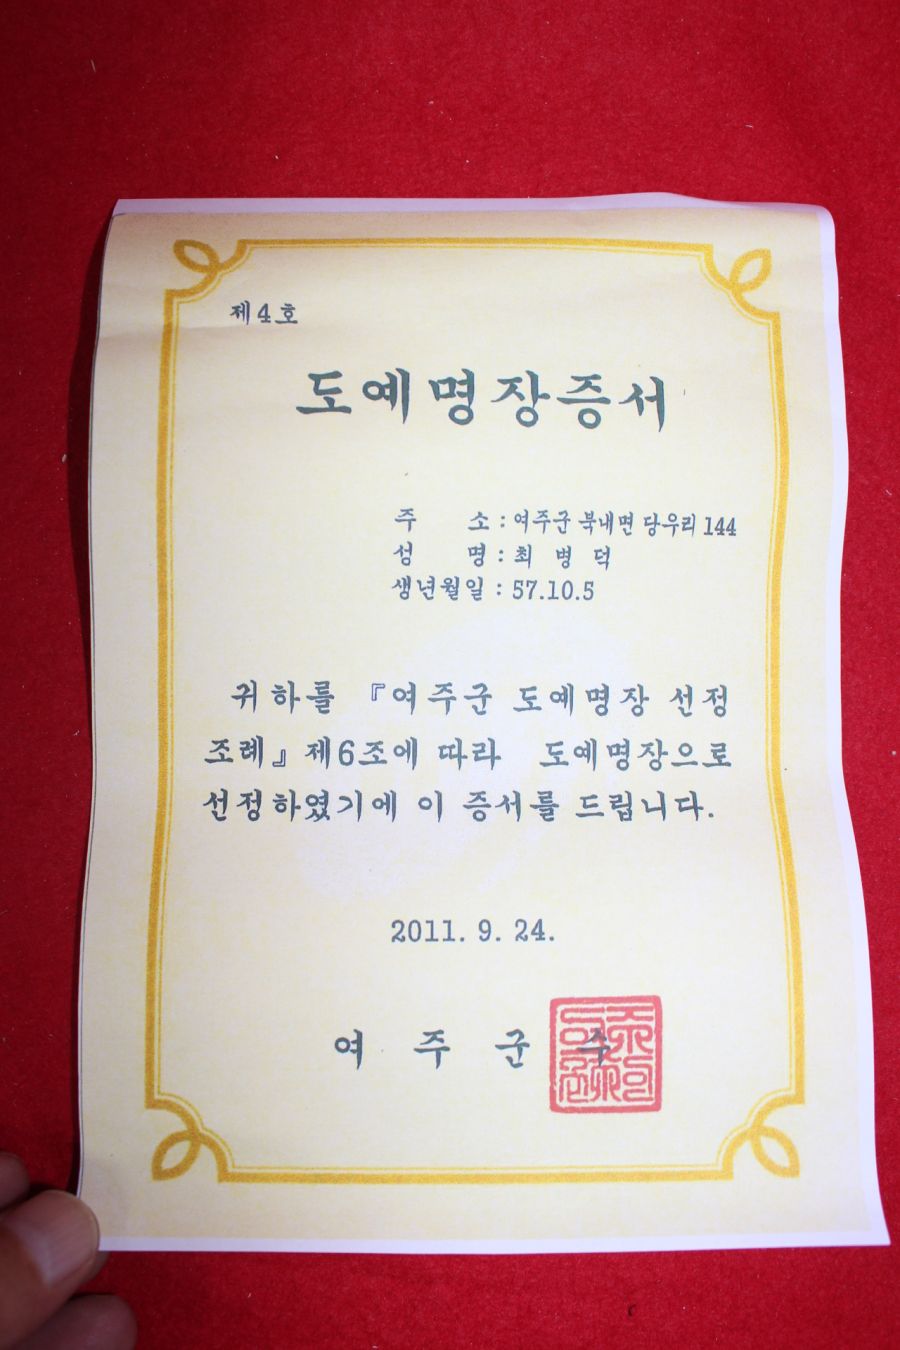 제4호
도예명장증서
주 소 : 여주군 북내면 당우리 144
성 명 : 최 병 덕
생년월일 : 57.10.5
귀하를 『여주군 도예명장 선정
조례』제6조에 따라 도예명장으로
선정하였기에 이 증서를 드립니다.
2011. 9. 24.
여 주 군 수